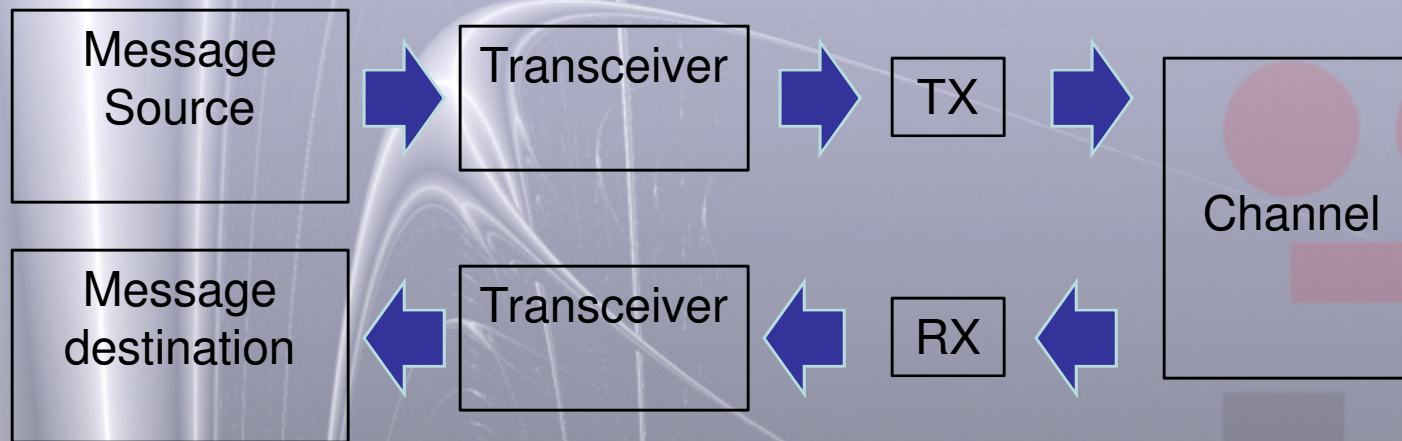 Message
Source
Transceiver
TX
Channel
Message
destination
Transceiver
RX